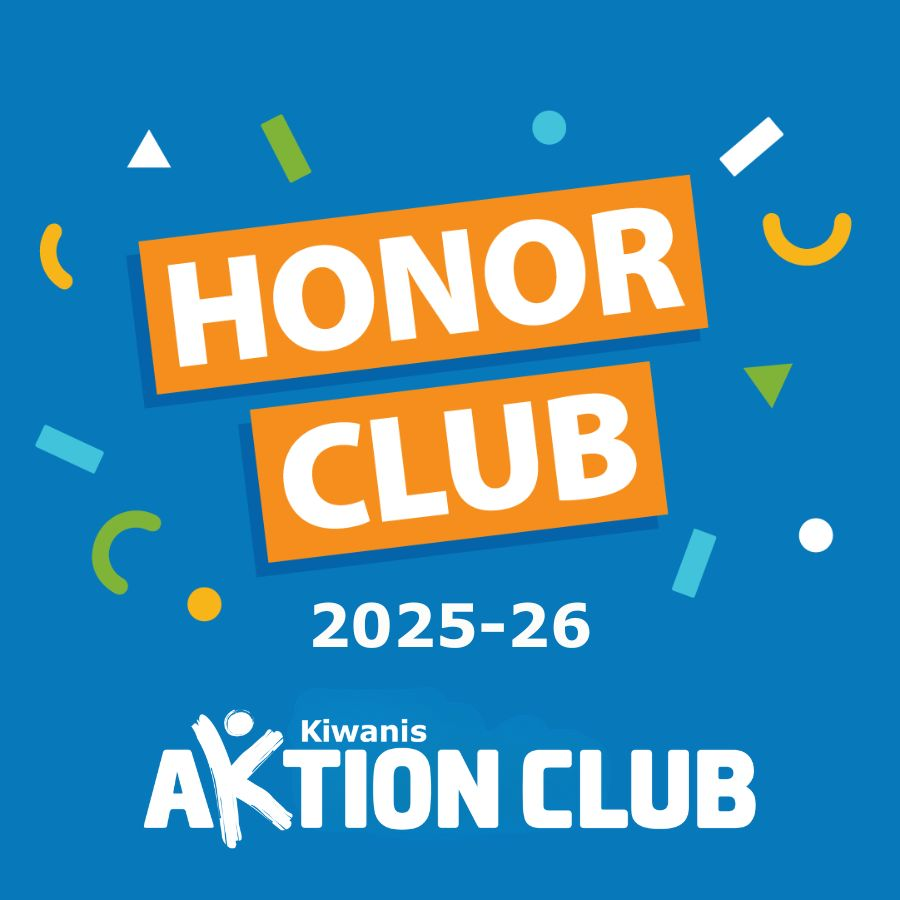 HONOR
CLUB
2025-26
Kiwanis
AKTION CLUB